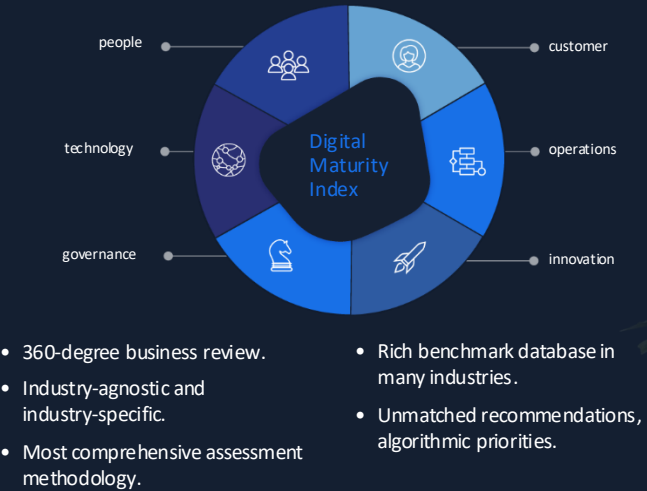 people
customer
technology
Digital
Maturity
Index
operations
governance
innovation
• 360-degree business review.
• Industry-agnostic and
industry-specific.
• Most comprehensive assessment
methodology.
• Rich benchmark database in
many industries.
• Unmatched recommendations,
algorithmic priorities.